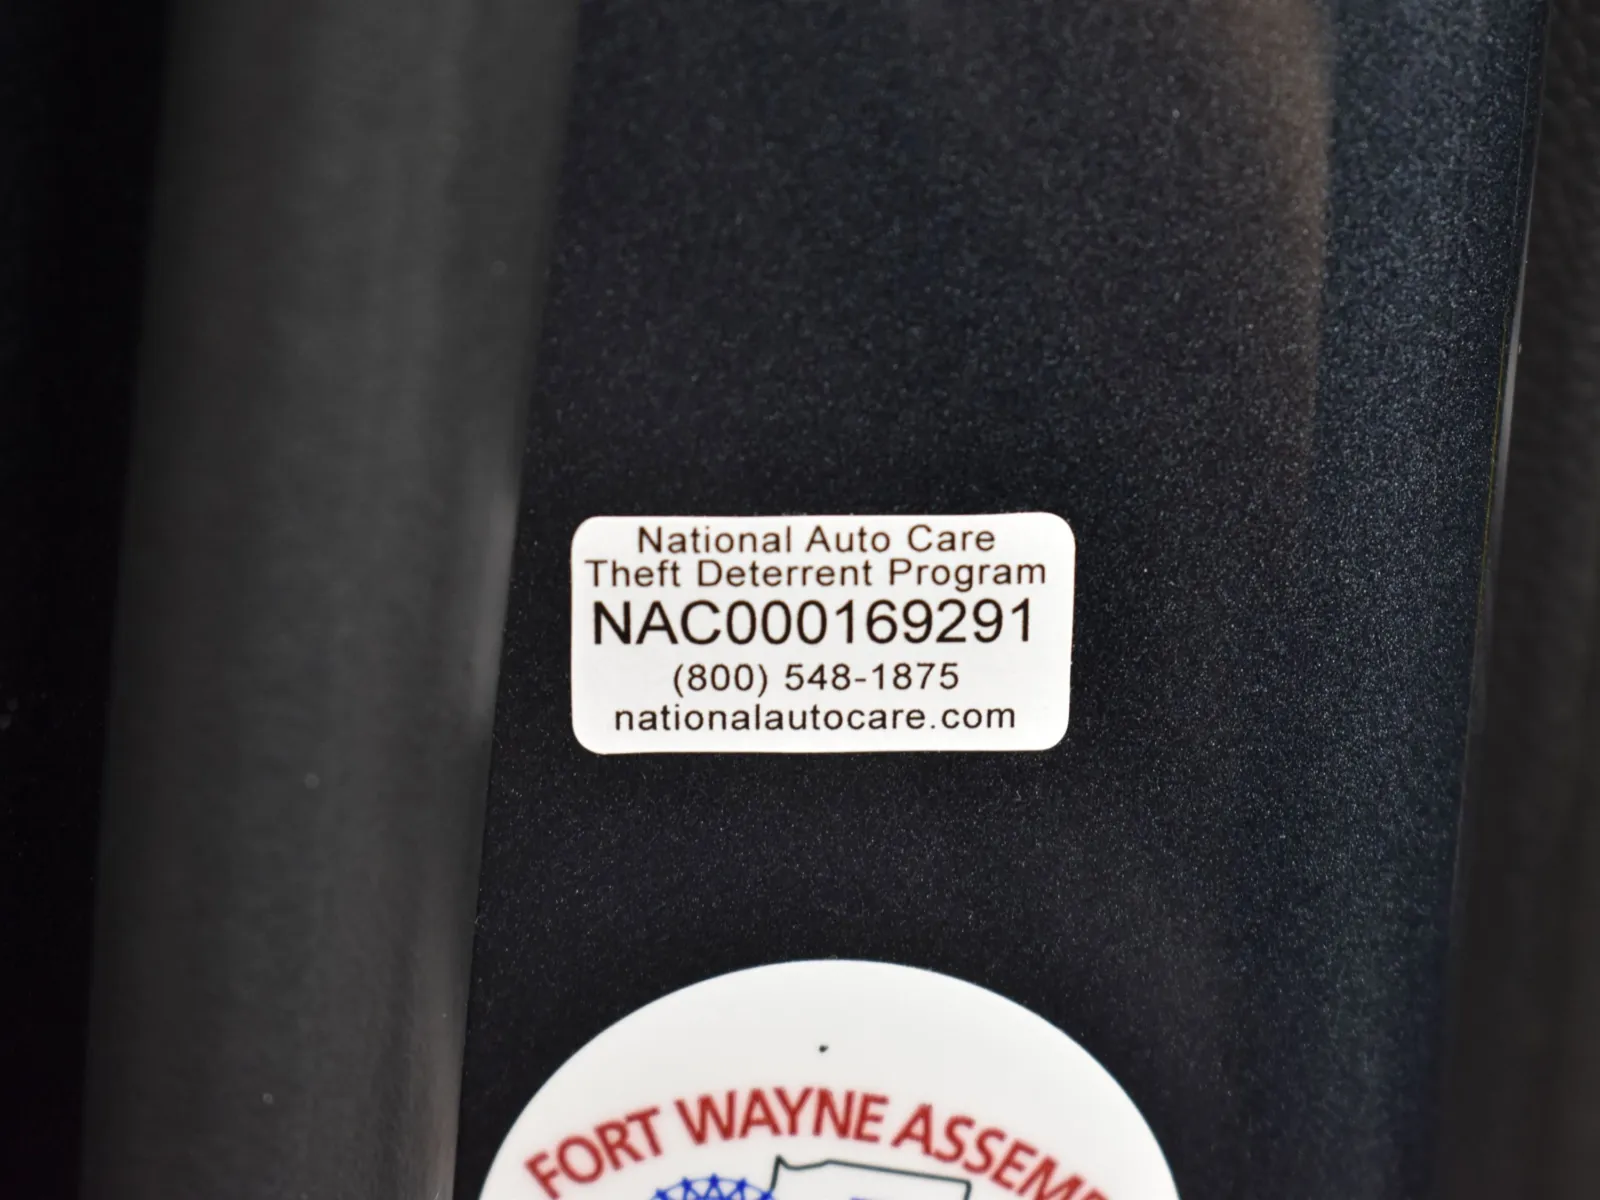 National Auto Care
Theft Deterrent Program
NAC000169291
(800) 548-1875
nationalautocare.com
FORT WAYNE ASSEM